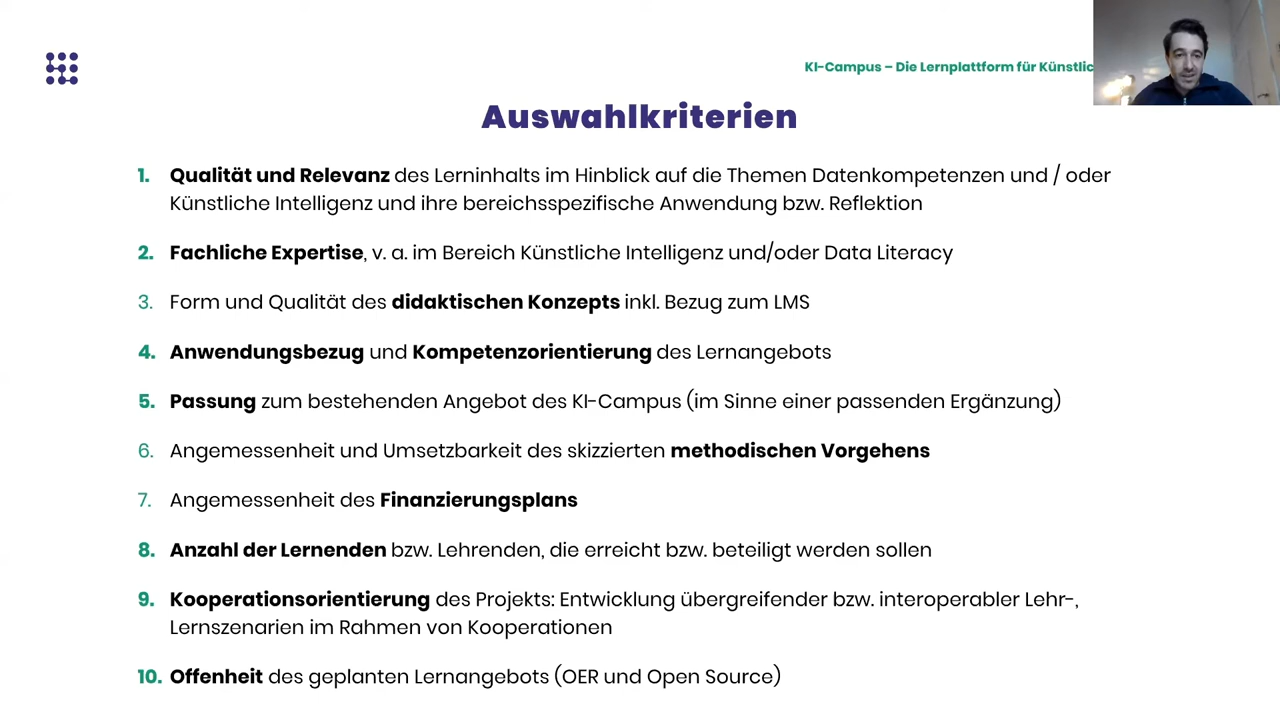 KI-Campus – Die Lernplattform für
Auswahlkriterien
1. Qualität und Relevanz des Lerninhalts im Hinblick auf die Themen Datenkompetenzen und / oder
Künstliche Intelligenz und ihre bereichsspezifische Anwendung bzw. Reflektion
2. Fachliche Expertise, v. a. im Bereich Künstliche Intelligenz und/oder Data Literacy
3. Form und Qualität des didaktischen Konzepts inkl. Bezug zum LMS
4. Anwendungsbezug und Kompetenzorientierung des Lernangebots
5. Passung zum bestehenden Angebot des KI-Campus (im Sinne einer passenden Ergänzung)
6. Angemessenheit und Umsetzbarkeit des skizzierten methodischen Vorgehens
7. Angemessenheit des Finanzierungsplans
8. Anzahl der Lernenden bzw. Lehrenden, die erreicht bzw. beteiligt werden sollen
9. Kooperationsorientierung des Projekts: Entwicklung übergreifender bzw. interoperabler Lehr-,
Lernszenarien im Rahmen von Kooperationen
10. Offenheit des geplanten Lernangebots (OER und Open Source)